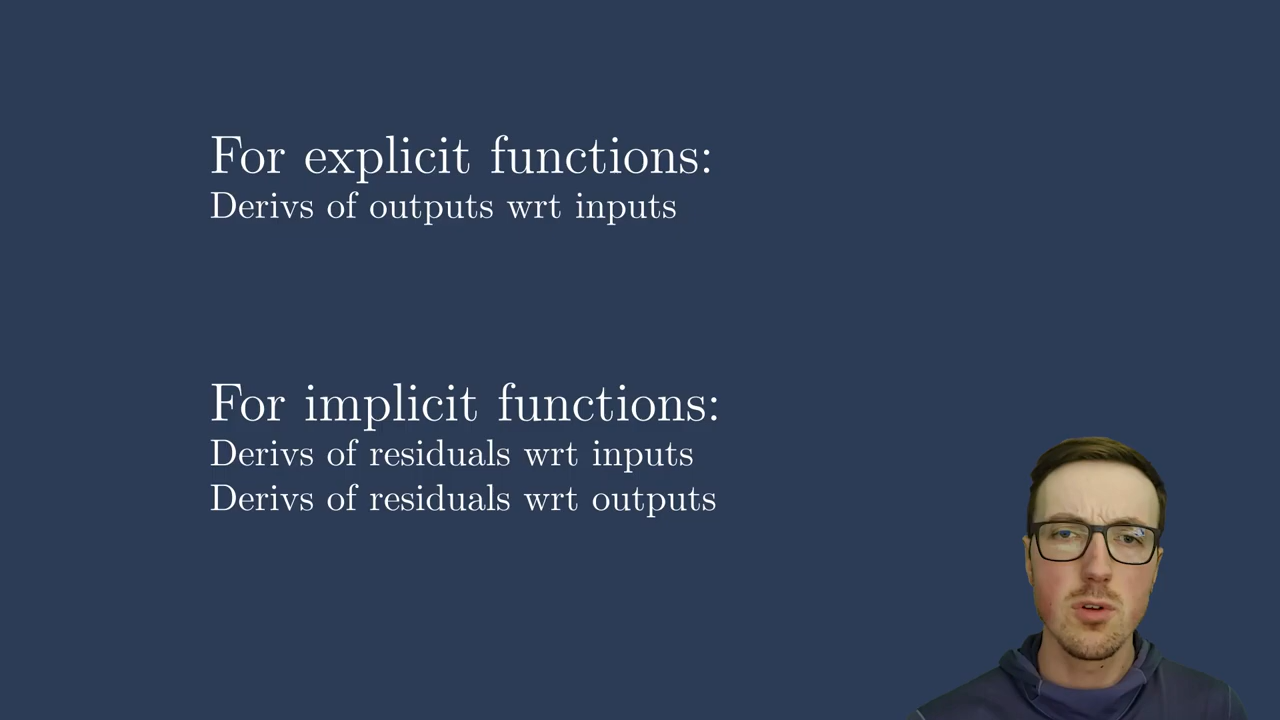 For explicit functions:
Derivs of outputs wrt inputs
For implicit functions:
Derivs of residuals wrt inputs
Derivs of residuals wrt outputs